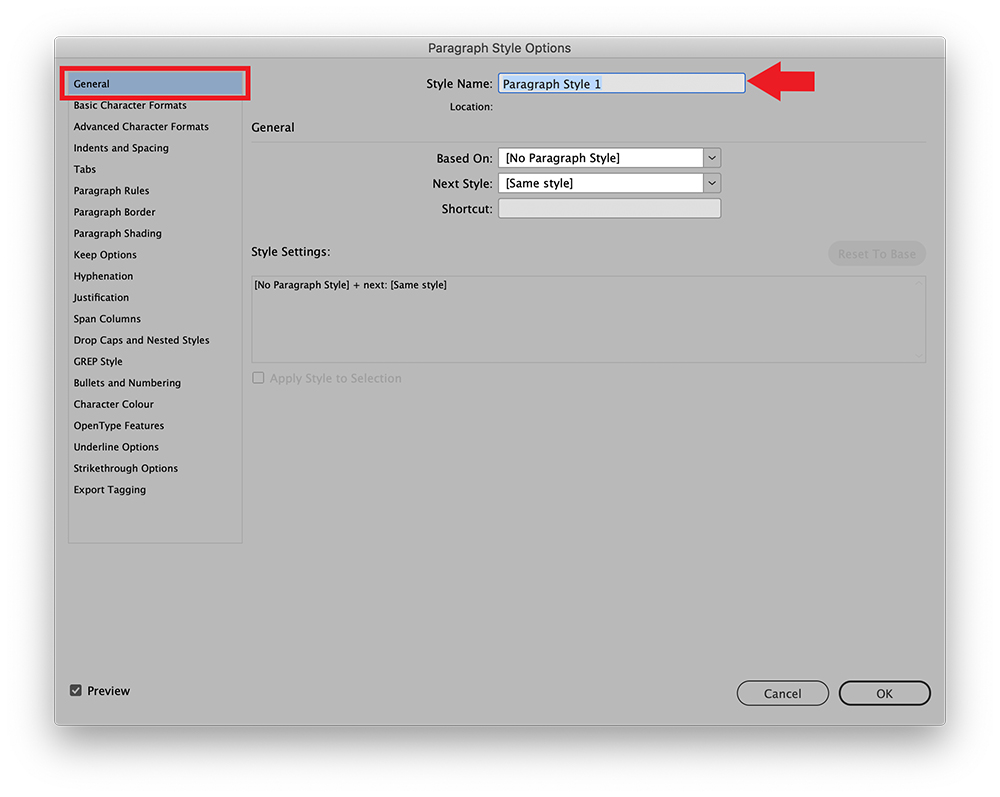 Paragraph Style Options
General
Basic Character Formats
Advanced Character Formats
Indents and Spacing
Tabs
Paragraph Rules
Paragraph Border
Paragraph Shading
Keep Options
Hyphenation
Justification
Span Columns
Drop Caps and Nested Styles
GREP Style
Bullets and Numbering
Character Colour
OpenType Features
Underline Options
Strikethrough Options
Export Tagging
Style Name: Paragraph Style 1
Location:
General
Based On: [No Paragraph Style]
Next Style: [Same style]
Shortcut:
Style Settings: Reset To Base
[No Paragraph Style] + next: [Same style]
Apply Style to Selection
Preview Cancel OK